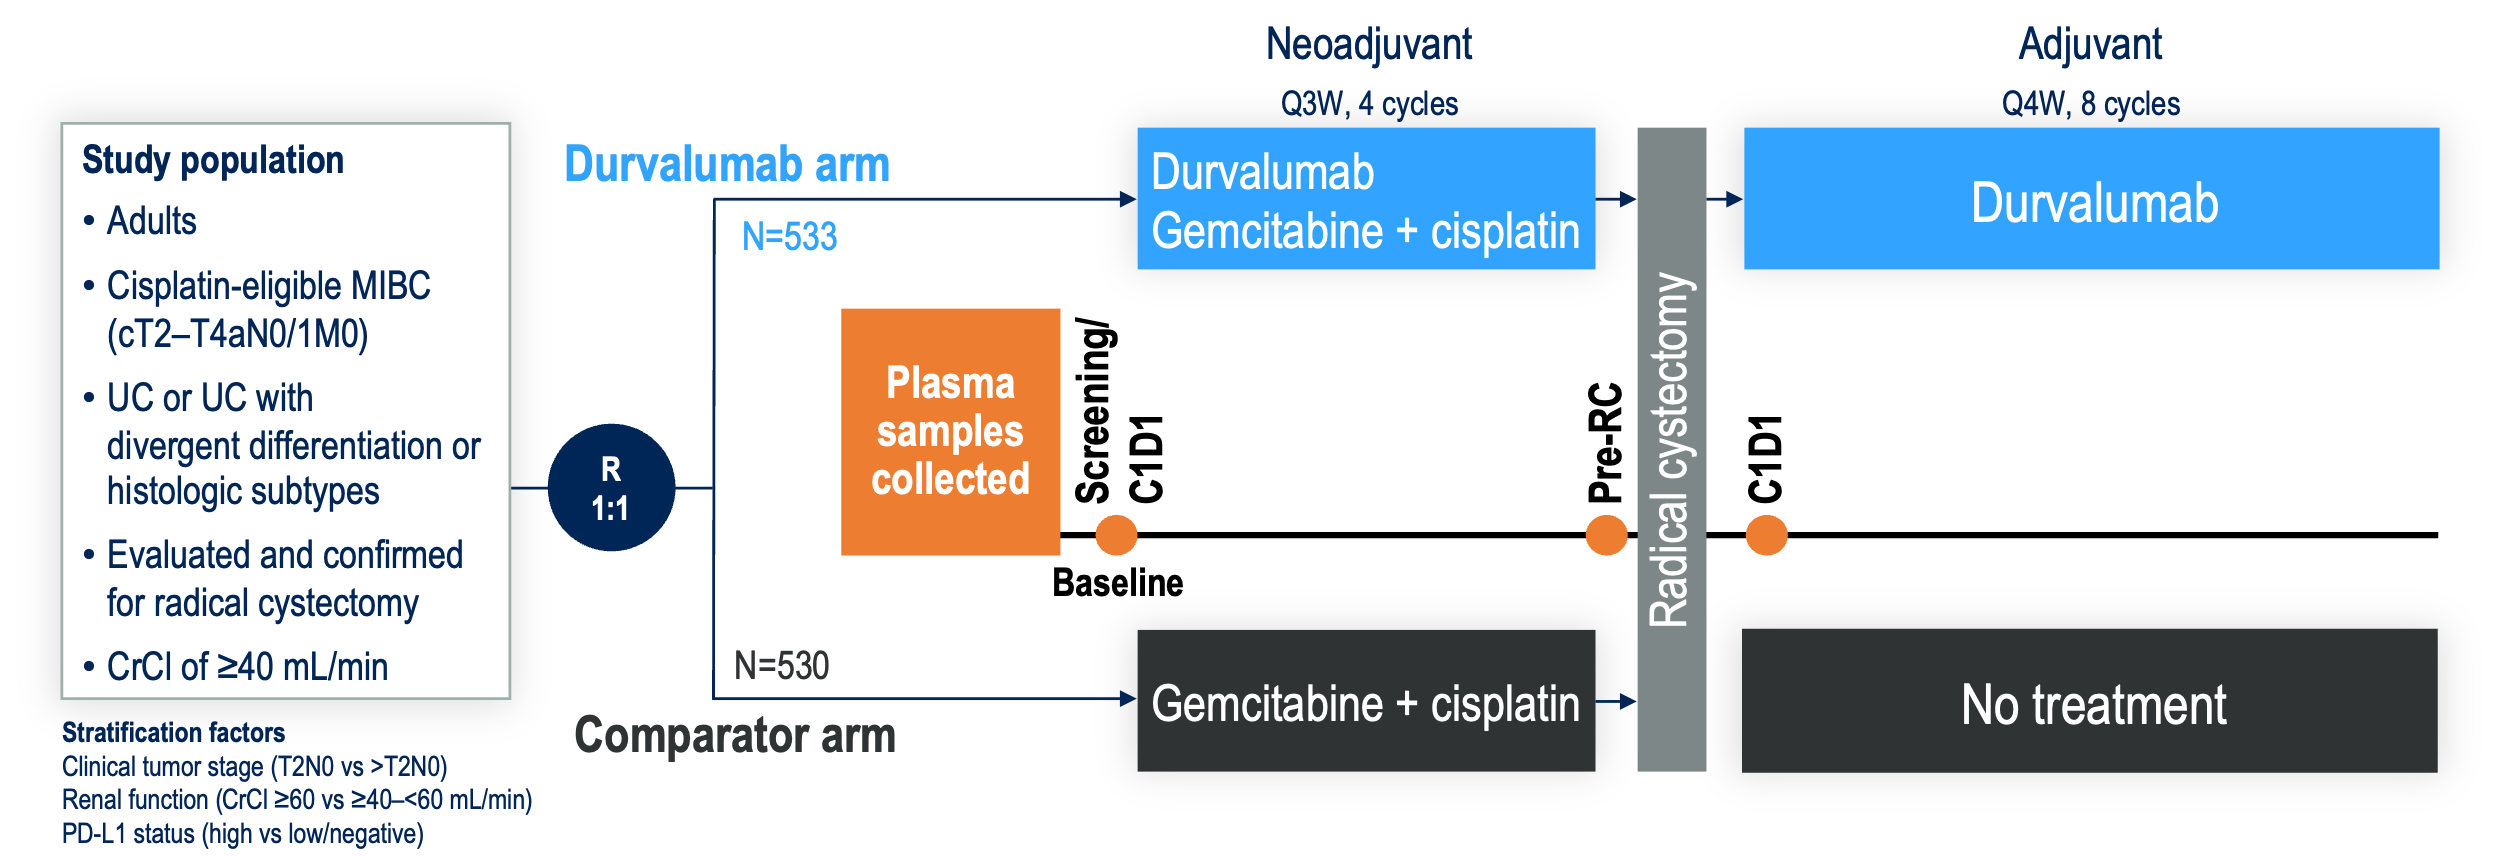 Study population
• Adults
• Cisplatin-eligible MIBC
(cT2–T4aN0/1M0)
• UC or UC with
divergent differentiation or
histologic subtypes
• Evaluated and confirmed
for radical cystectomy
• CrCl of ≥40 mL/min
Stratification factors
Clinical tumor stage (T2N0 vs >T2N0)
Renal function (CrCl ≥60 vs ≥40–<60 mL/min)
PD-L1 status (high vs low/negative)
R
1:1
Durvalumab arm
N=533
Neoadjuvant
Q3W, 4 cycles
Durvalumab
Gemcitabine + cisplatin
Adjuvant
Q4W, 8 cycles
Durvalumab
Plasma
samples
collected
Screening/
C1D1
Baseline
Pre-RC
Radical cystectomy
C1D1
N=530
Comparator arm
Gemcitabine + cisplatin
No treatment